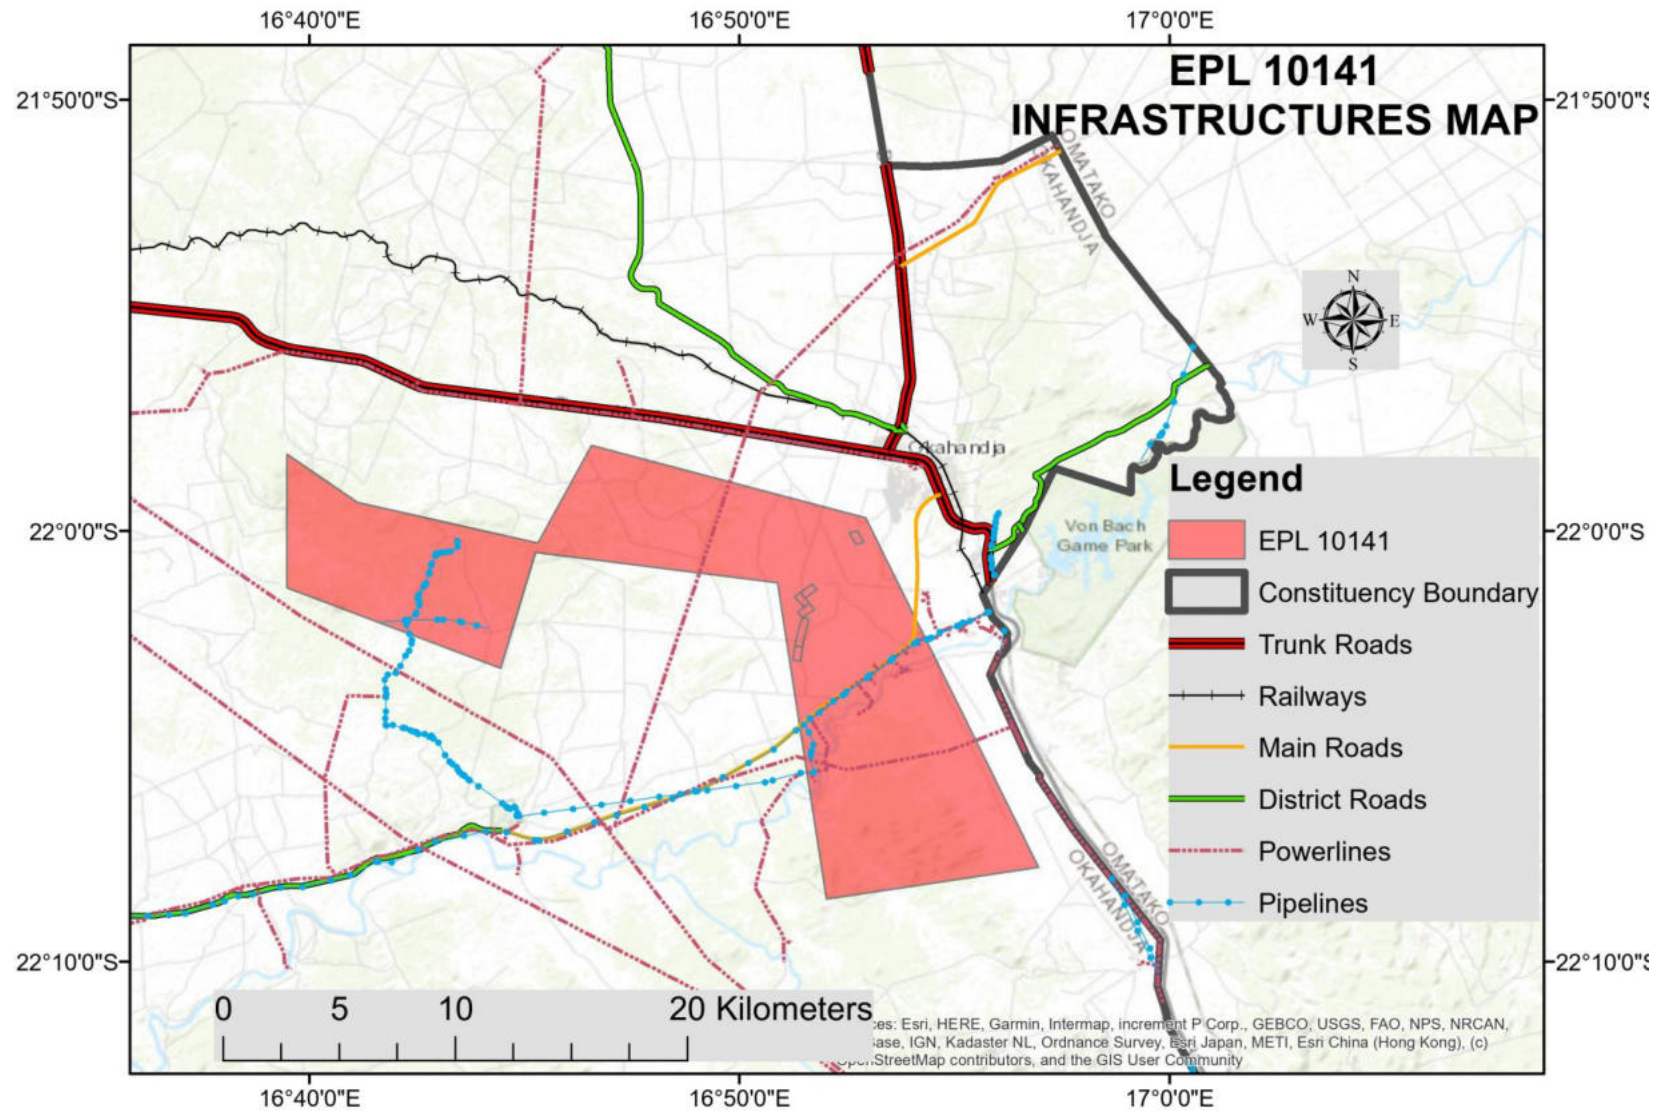 16°40'0"E 16°50'0"E 17°0'0"E
EPL 10141
INFRASTRUCTURES MAP
21°50'0"S 21°50'0"S
OMATAKO
OKAHANDJA
N
W E
S
Okahandja
Legend
Von Bach
Game Park
22°0'0"S 22°0'0"S
EPL 10141
Constituency Boundary
Trunk Roads
Railways
Main Roads
District Roads
Powerlines
Pipelines
OMATAKO
OKAHANDJA
22°10'0"S 22°10'0"S
0 5 10 20 Kilometers
ces: Esri, HERE, Garmin, Intermap, increment P Corp., GEBCO, USGS, FAO, NPS, NRCAN,
Base, IGN, Kadaster NL, Ordnance Survey, Esri Japan, METI, Esri China (Hong Kong), (c)
OpenStreetMap contributors, and the GIS User Community
16°40'0"E 16°50'0"E 17°0'0"E